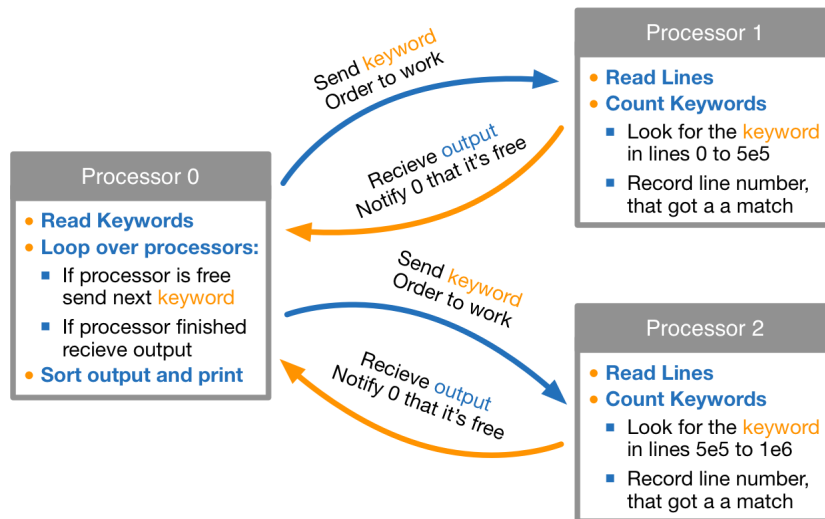 Processor 0
Read Keywords
Loop over processors:
If processor is free
send next keyword
If processor finished
recieve output
Sort output and print
Send keyword
Order to work
Recieve output
Notify 0 that it's free
Send keyword
Order to work
Recieve output
Notify 0 that it's free
Processor 1
Read Lines
Count Keywords
Look for the keyword
in lines 0 to 5e5
Record line number,
that got a a match
Processor 2
Read Lines
Count Keywords
Look for the keyword
in lines 5e5 to 1e6
Record line number,
that got a a match